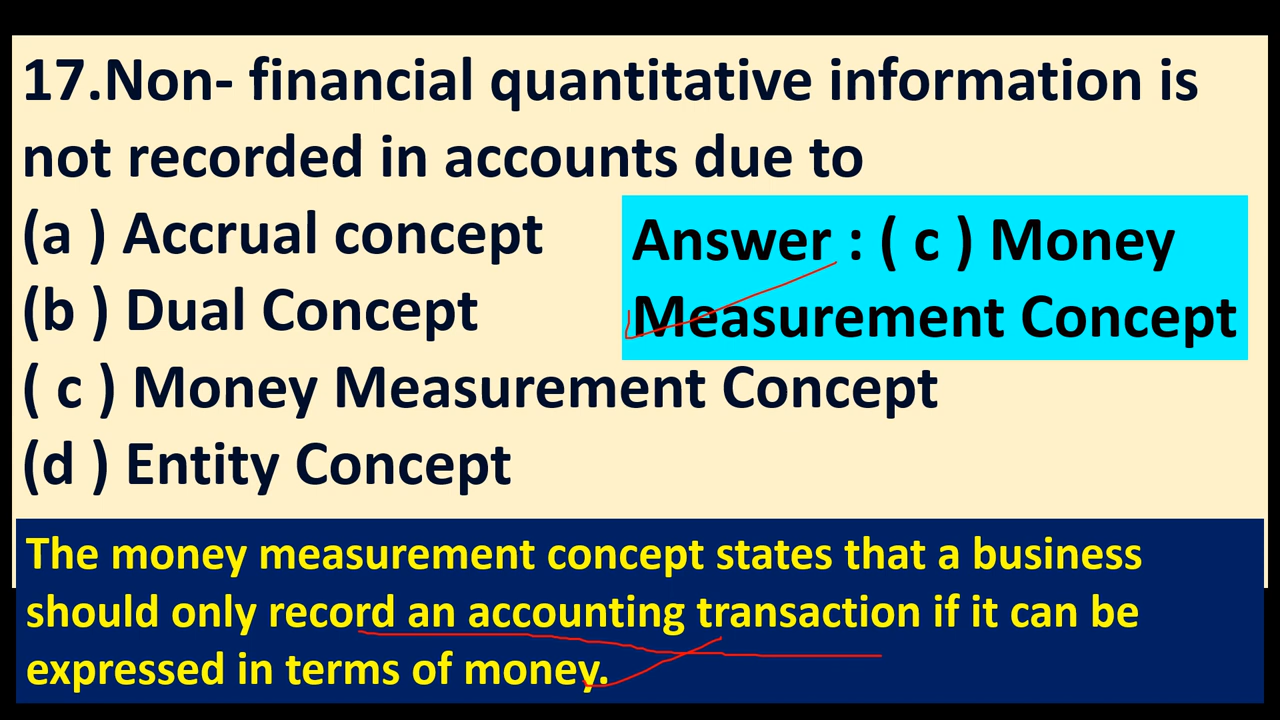 17.Non- financial quantitative information is
not recorded in accounts due to
(a ) Accrual concept
(b ) Dual Concept
( c ) Money Measurement Concept
(d ) Entity Concept
Answer : ( c ) Money
Measurement Concept
The money measurement concept states that a business
should only record an accounting transaction if it can be
expressed in terms of money.